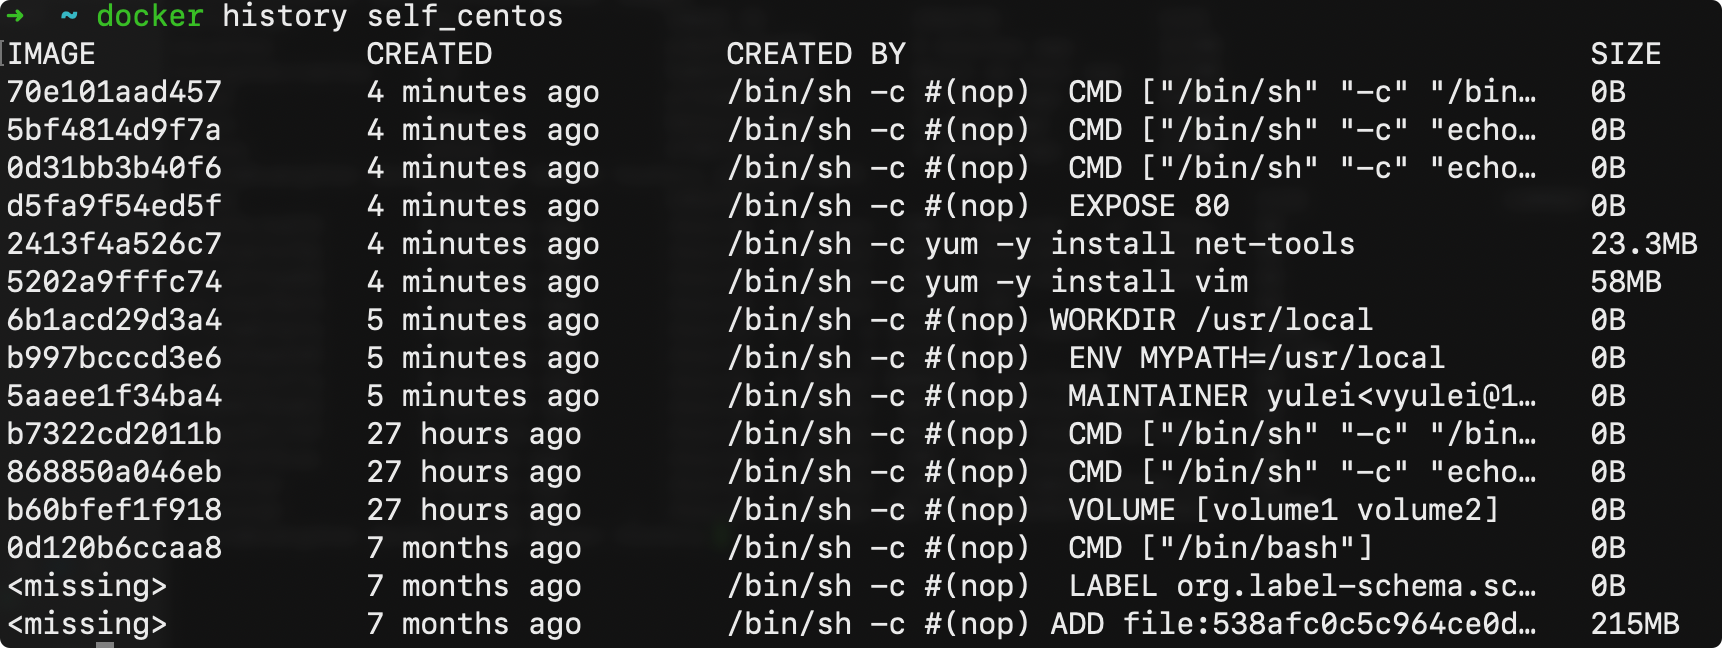 ➜  ~ docker history self_centos
IMAGE               CREATED             CREATED BY                                      SIZE
70e101aad457        4 minutes ago       /bin/sh -c #(nop)  CMD ["/bin/sh" "-c" "/bin…   0B
5bf4814d9f7a        4 minutes ago       /bin/sh -c #(nop)  CMD ["/bin/sh" "-c" "echo…   0B
0d31bb3b40f6        4 minutes ago       /bin/sh -c #(nop)  CMD ["/bin/sh" "-c" "echo…   0B
d5fa9f54ed5f        4 minutes ago       /bin/sh -c #(nop)  EXPOSE 80                    0B
2413f4a526c7        4 minutes ago       /bin/sh -c yum -y install net-tools             23.3MB
5202a9fffc74        4 minutes ago       /bin/sh -c yum -y install vim                   58MB
6b1acd29d3a4        5 minutes ago       /bin/sh -c #(nop) WORKDIR /usr/local            0B
b997bcccd3e6        5 minutes ago       /bin/sh -c #(nop)  ENV MYPATH=/usr/local        0B
5aaee1f34ba4        5 minutes ago       /bin/sh -c #(nop)  MAINTAINER yulei<vyulei@1…   0B
b7322cd2011b        27 hours ago        /bin/sh -c #(nop)  CMD ["/bin/sh" "-c" "/bin…   0B
868850a046eb        27 hours ago        /bin/sh -c #(nop)  CMD ["/bin/sh" "-c" "echo…   0B
b60bfef1f918        27 hours ago        /bin/sh -c #(nop)  VOLUME [volume1 volume2]     0B
0d120b6ccaa8        7 months ago        /bin/sh -c #(nop)  CMD ["/bin/bash"]            0B
<missing>           7 months ago        /bin/sh -c #(nop)  LABEL org.label-schema.sc…   0B
<missing>           7 months ago        /bin/sh -c #(nop) ADD file:538afc0c5c964ce0d…   215MB